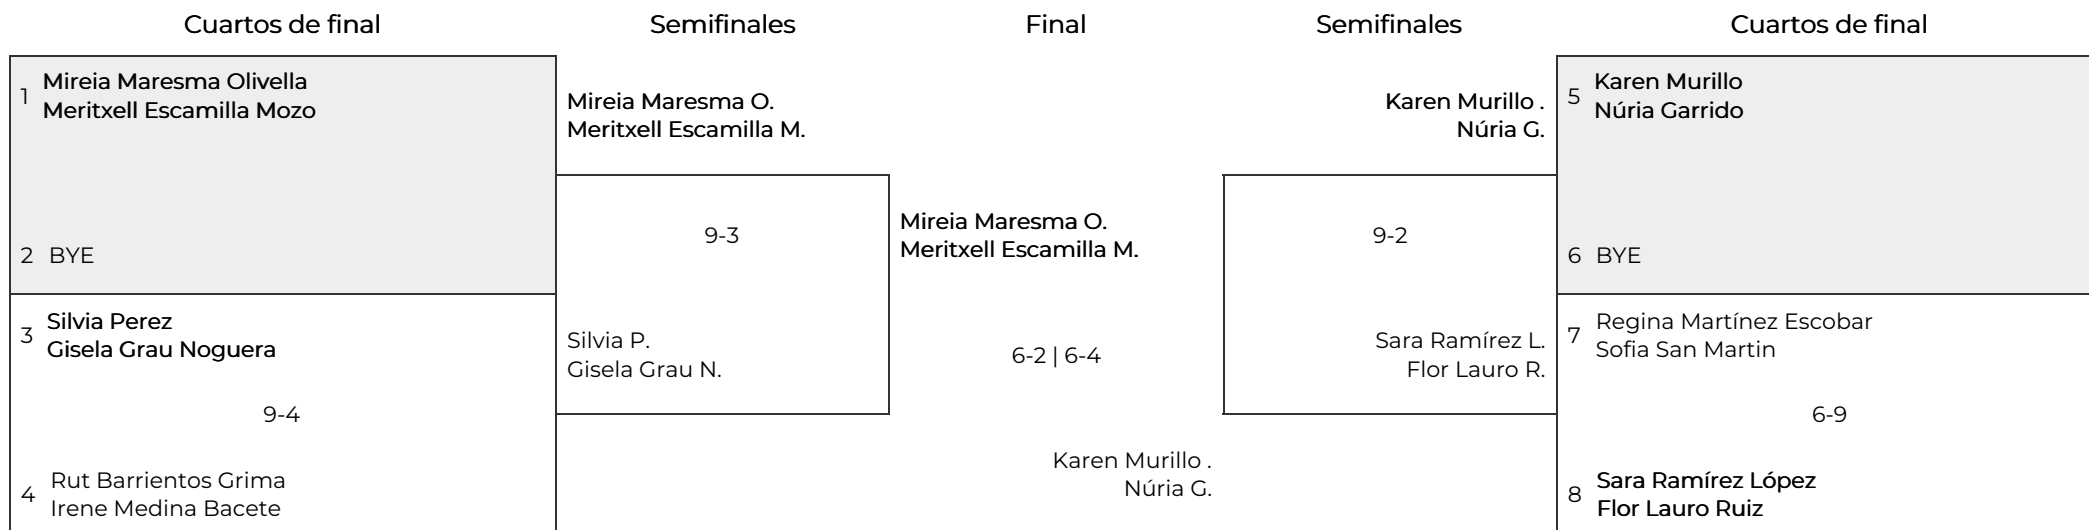 Cuartos de final
Semifinales
Final
Semifinales
Cuartos de final
1
Mireia Maresma Olivella
Meritxell Escamilla Mozo
2 BYE
3
Silvia Perez
Gisela Grau Noguera
9-4
4
Rut Barrientos Grima
Irene Medina Bacete
Mireia Maresma O.
Meritxell Escamilla M.
9-3
Silvia P.
Gisela Grau N.
Mireia Maresma O.
Meritxell Escamilla M.
6-2 | 6-4
Karen Murillo .
Núria G.
Karen Murillo .
Núria G.
9-2
Sara Ramírez L.
Flor Lauro R.
5
Karen Murillo
Núria Garrido
6 BYE
7
Regina Martínez Escobar
Sofia San Martin
6-9
8
Sara Ramírez López
Flor Lauro Ruiz